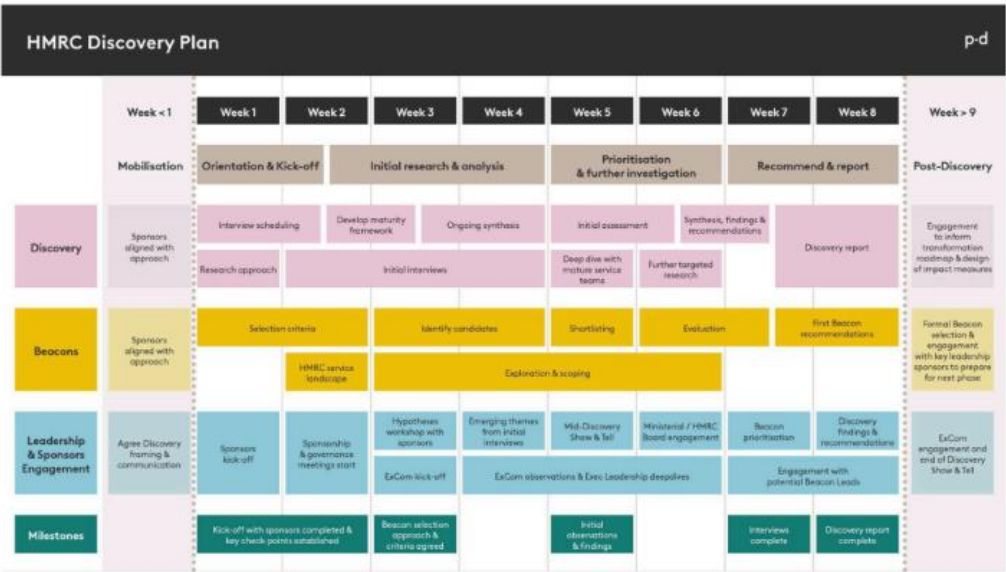 HMRC Discovery Plan
p-d
Week < 1
Week 1
Week 2
Week 3
Week 4
Week 5
Week 6
Week 7
Week 8
Week > 9
Mobilisation
Orientation & Kick-off
Initial research & analysis
Prioritisation
& further investigation
Recommend & report
Post-Discovery
Discovery
Sponsors
aligned with
approach
Interview scheduling
Develop maturity
framework
Ongoing synthesis
Initial assessment
Synthesis, findings &
recommendations
Discovery report
Engagement
to inform
transformation
roadmap & design
of impact measures
Research approach
Initial interviews
Deep dive with
mature service
teams
Further targeted
research
Beacons
Sponsors
aligned with
approach
Selection criteria
Identify candidates
Shortlisting
Evaluation
First Beacon
recommendations
Formal Beacon
selection &
engagement
with key leadership
sponsors to prepare
for next phase
HMRC service
landscape
Exploration & scoping
Leadership
& Sponsors
Engagement
Agree Discovery
framing &
communication
Sponsors
kick-off
Sponsorship
& governance
meetings start
Hypotheses
workshop with
sponsors
Emerging themes
from initial
interviews
Mid-Discovery
Show & Tell
Ministerial / HMRC
Board engagement
Beacon
prioritisation
Discovery
findings &
recommendations
ExCom
engagement and
end of Discovery
Show & Tell
ExCom kick-off
ExCom observations & Exec Leadership deepdives
Engagement with
potential Beacon Leads
Milestones
Kick-off with sponsors completed &
key check points established
Beacon selection
approach &
criteria agreed
Initial
observations
& findings
Interviews
complete
Discovery report
complete